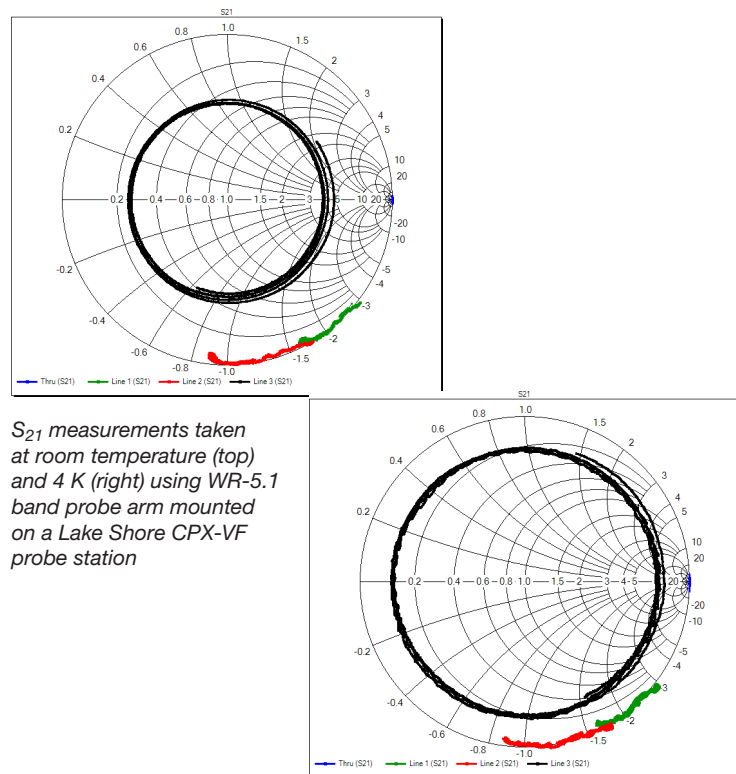 S21
1.0
0.8 1.5
0.6 2
0.4 3
4
5
0.2 10
20
0.2 0.4 0.6 0.8 1.0 1.5 2 3 5 10 20
-20
-10
-0.2 -5
-4
-0.4 -3
-0.6 -2
-0.8 -1.0 -1.5
Thru (S21) Line 1 (S21) Line 2 (S21) Line 3 (S21)
S21 measurements taken
at room temperature (top)
and 4 K (right) using WR-5.1
band probe arm mounted
on a Lake Shore CPX-VF
probe station
S21
1.0
0.8 1.5
0.6 2
0.4 3
4
5
0.2 10
20
0.2 0.4 0.6 0.8 1.0 1.5 2 3 4 5 20
-20
-10
-0.2 -5
-4
-0.4 -3
-0.6 -2
-0.8 -1.0 -1.5
Thru (S21) Line 1 (S21) Line 2 (S21) Line 3 (S21)